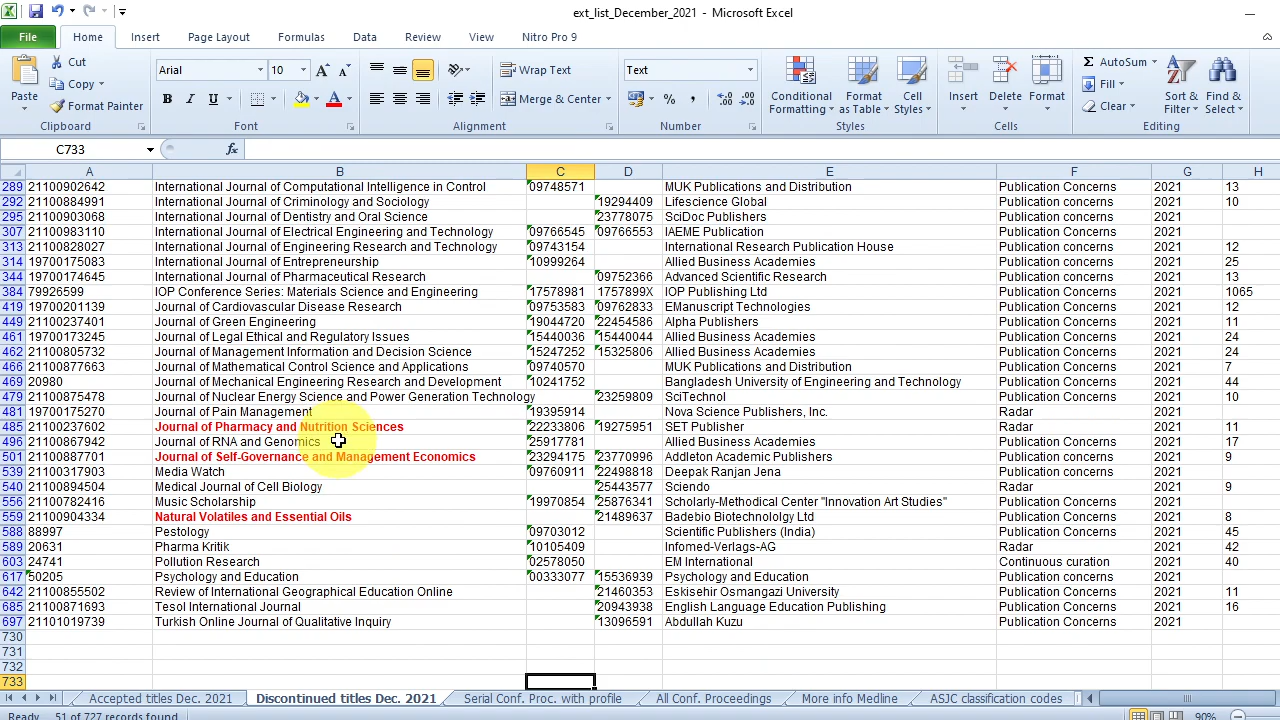 ext_list_December_2021 - Microsoft Excel
File Home Insert Page Layout Formulas Data Review View Nitro Pro 9
Paste Cut Copy Format Painter Clipboard
Arial 10 B I U A A A Font
Wrap Text Merge & Center Alignment
Text % , Number
Conditional Formatting Format as Table Cell Styles Styles
Insert Delete Format Cells
Σ AutoSum Fill Clear Sort & Filter Find & Select Editing
C733 fx
A B C D E F G H
289 21100902642 International Journal of Computational Intelligence in Control 09748571 MUK Publications and Distribution Publication Concerns 2021 13
292 21100884991 International Journal of Criminology and Sociology 19294409 Lifescience Global Publication Concerns 2021 10
295 21100903068 International Journal of Dentistry and Oral Science 23778075 SciDoc Publishers Publication concerns 2021
307 21100983110 International Journal of Electrical Engineering and Technology 09766545 09766553 IAEME Publication Publication concerns 2021
313 21100828027 International Journal of Engineering Research and Technology 09743154 International Research Publication House Publication concerns 2021 12
314 19700175083 International Journal of Entrepreneurship 10999264 Allied Business Academies Publication Concerns 2021 25
344 19700174645 International Journal of Pharmaceutical Research 09752366 Advanced Scientific Research Publication concerns 2021 13
384 79926599 IOP Conference Series: Materials Science and Engineering 17578981 1757899X IOP Publishing Ltd Publication Concerns 2021 1065
419 19700201139 Journal of Cardiovascular Disease Research 09753583 09762833 EManuscript Technologies Publication Concerns 2021 12
449 21100237401 Journal of Green Engineering 19044720 22454586 Alpha Publishers Publication Concerns 2021 11
461 19700173245 Journal of Legal Ethical and Regulatory Issues 15440036 15440044 Allied Business Academies Publication Concerns 2021 24
462 21100805732 Journal of Management Information and Decision Science 15247252 15325806 Allied Business Academies Publication Concerns 2021 24
466 21100877663 Journal of Mathematical Control Science and Applications 09740570 MUK Publications and Distribution Publication Concerns 2021 7
469 20980 Journal of Mechanical Engineering Research and Development 10241752 Bangladesh University of Engineering and Technology Publication Concerns 2021 44
479 21100875478 Journal of Nuclear Energy Science and Power Generation Technology 23259809 SciTechnol Publication Concerns 2021 10
481 19700175270 Journal of Pain Management 19395914 Nova Science Publishers, Inc. Radar 2021
485 21100237602 Journal of Pharmacy and Nutrition Sciences 22233806 19275951 SET Publisher Radar 2021 11
496 21100837942 Journal of RNA and Genomics 25917781 Allied Business Academies Publication Concerns 2021 17
501 21100887701 Journal of Self-Governance and Management Economics 23294175 23770996 Addleton Academic Publishers Publication Concerns 2021 9
539 21100317903 Media Watch 09760911 22498818 Deepak Ranjan Jena Publication Concerns 2021
540 21100894504 Medical Journal of Cell Biology 25443577 Sciendo Radar 2021 9
556 21100782416 Music Scholarship 19970854 25876341 Scholarly-Methodical Center "Innovation Art Studies" Publication Concerns 2021
559 21100904334 Natural Volatiles and Essential Oils 21489637 Badebio Biotechnololgy Ltd Publication Concerns 2021 8
588 88997 Pestology 09703012 Scientific Publishers (India) Publication Concerns 2021 45
589 20631 Pharma Kritik 10105409 Infomed-Verlags-AG Radar 2021 42
603 24741 Pollution Research 02578050 EM International Continuous curation 2021 40
617 50205 Psychology and Education 00333077 15536939 Psychology and Education Publication concerns 2021
642 21100855502 Review of International Geographical Education Online 21460353 Eskisehir Osmangazi University Publication Concerns 2021 11
685 21100871693 Tesol International Journal 20943938 English Language Education Publishing Publication Concerns 2021 16
697 21101019739 Turkish Online Journal of Qualitative Inquiry 13096591 Abdullah Kuzu Publication Concerns 2021
730
731
732
733
Accepted titles Dec. 2021 Discontinued titles Dec. 2021 Serial Conf. Proc. with profile All Conf. Proceedings More info Medline ASJC classification codes
Ready 51 of 727 records found 90%